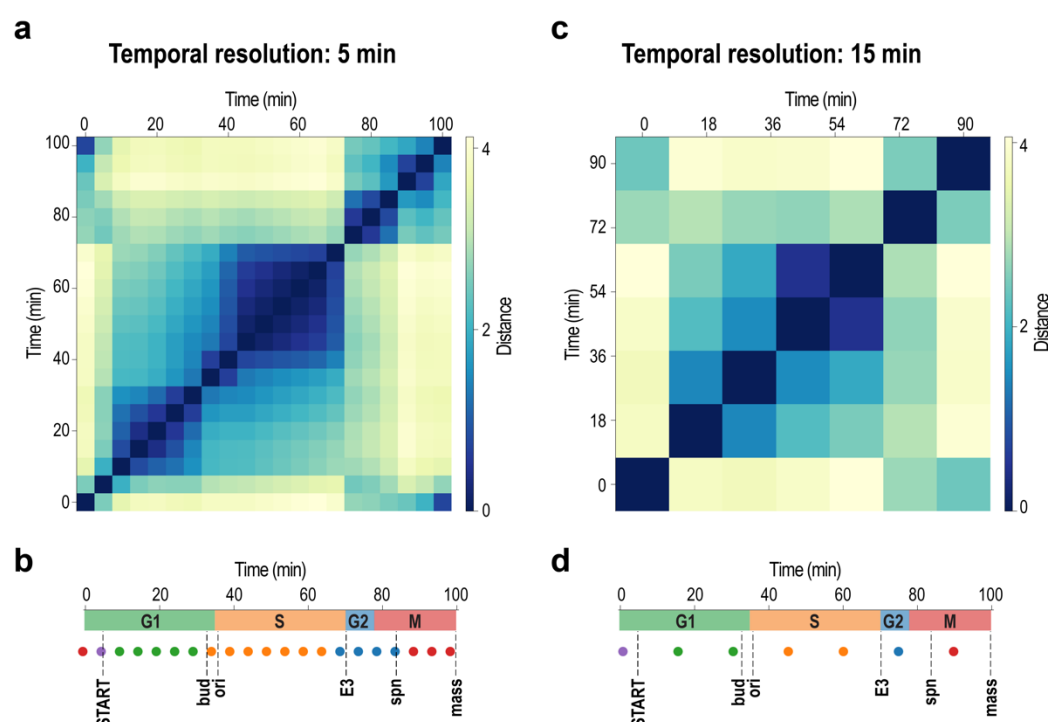 a
Temporal resolution: 5 min
Time (min)
0 20 40 60 80 100
100
80
60
40
20
0
Time (min)
4
2
0
Distance
c
Temporal resolution: 15 min
Time (min)
0 18 36 54 72 90
90
72
54
36
18
0
Time (min)
4
2
0
Distance
b
Time (min)
0 20 40 60 80 100
G1 S G2 M
START
bud
ori
E3
spn
mass
d
Time (min)
0 20 40 60 80 100
G1 S G2 M
START
bud
ori
E3
spn
mass